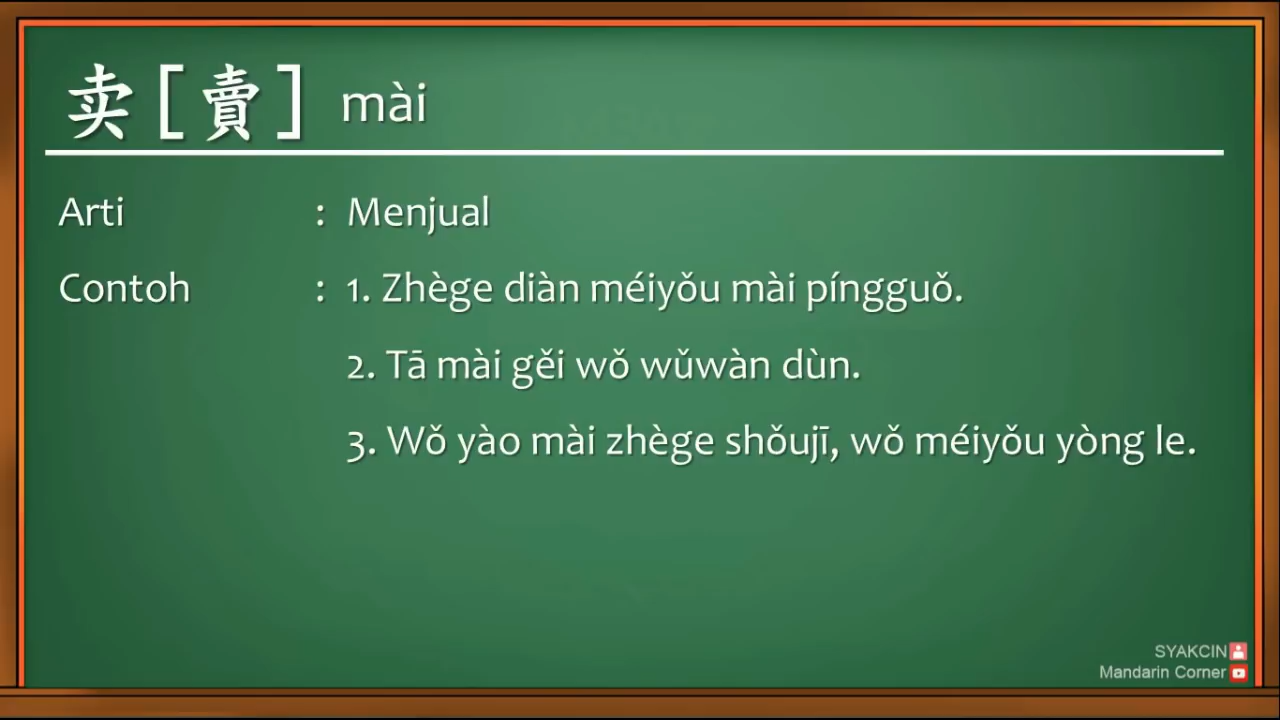 卖 [賣] mài
Arti : Menjual
Contoh : 1. Zhège diàn méiyǒu mài píngguǒ.
2. Tā mài gěi wǒ wǔwàn dùn.
3. Wǒ yào mài zhège shǒujī, wǒ méiyǒu yòng le.
SYAKCIN
Mandarin Corner